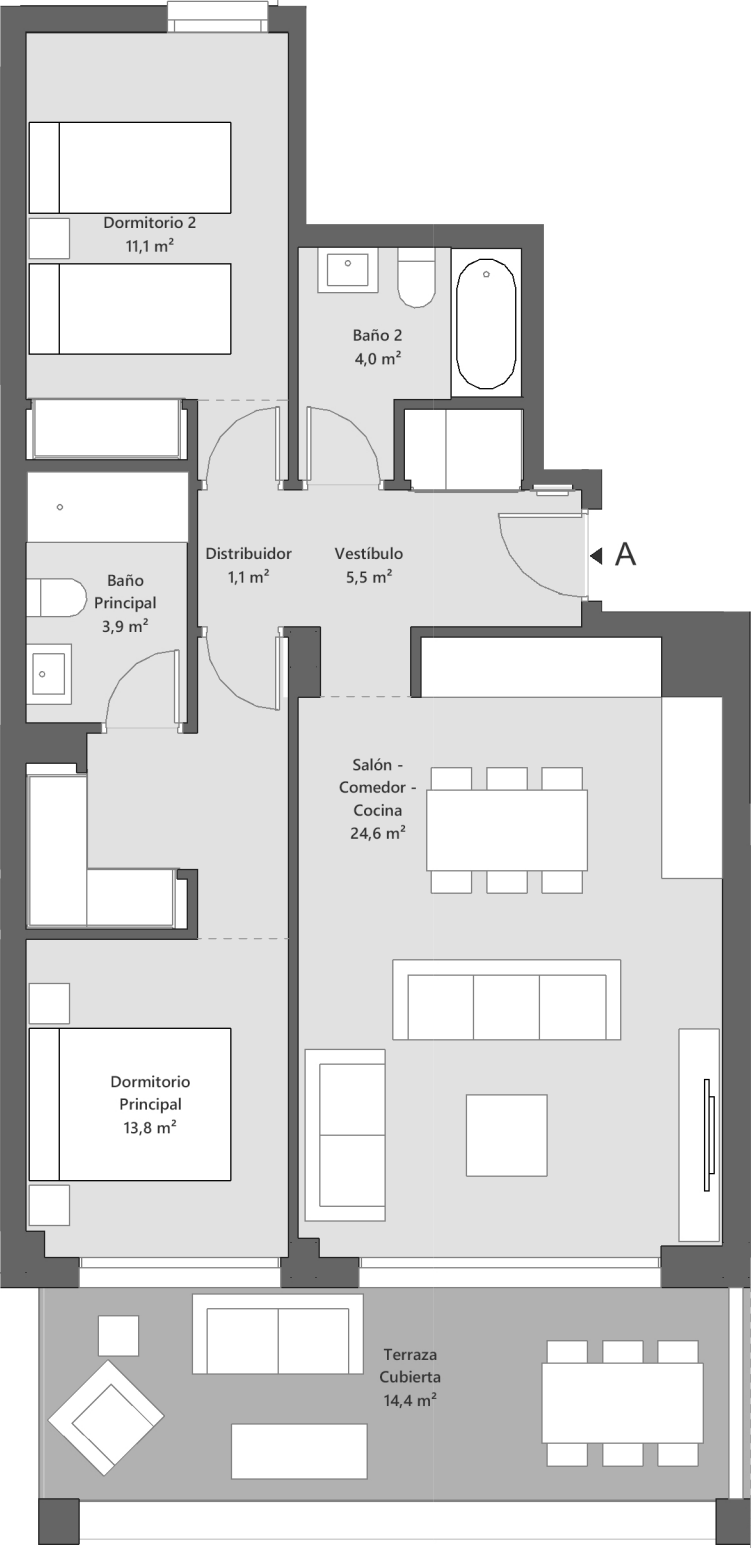 Dormitorio 2
11,1 m²
Baño 2
4,0 m²
Distribuidor
1,1 m²
Vestíbulo
5,5 m²
A
Baño
Principal
3,9 m²
Salón -
Comedor -
Cocina
24,6 m²
Dormitorio
Principal
13,8 m²
Terraza
Cubierta
14,4 m²